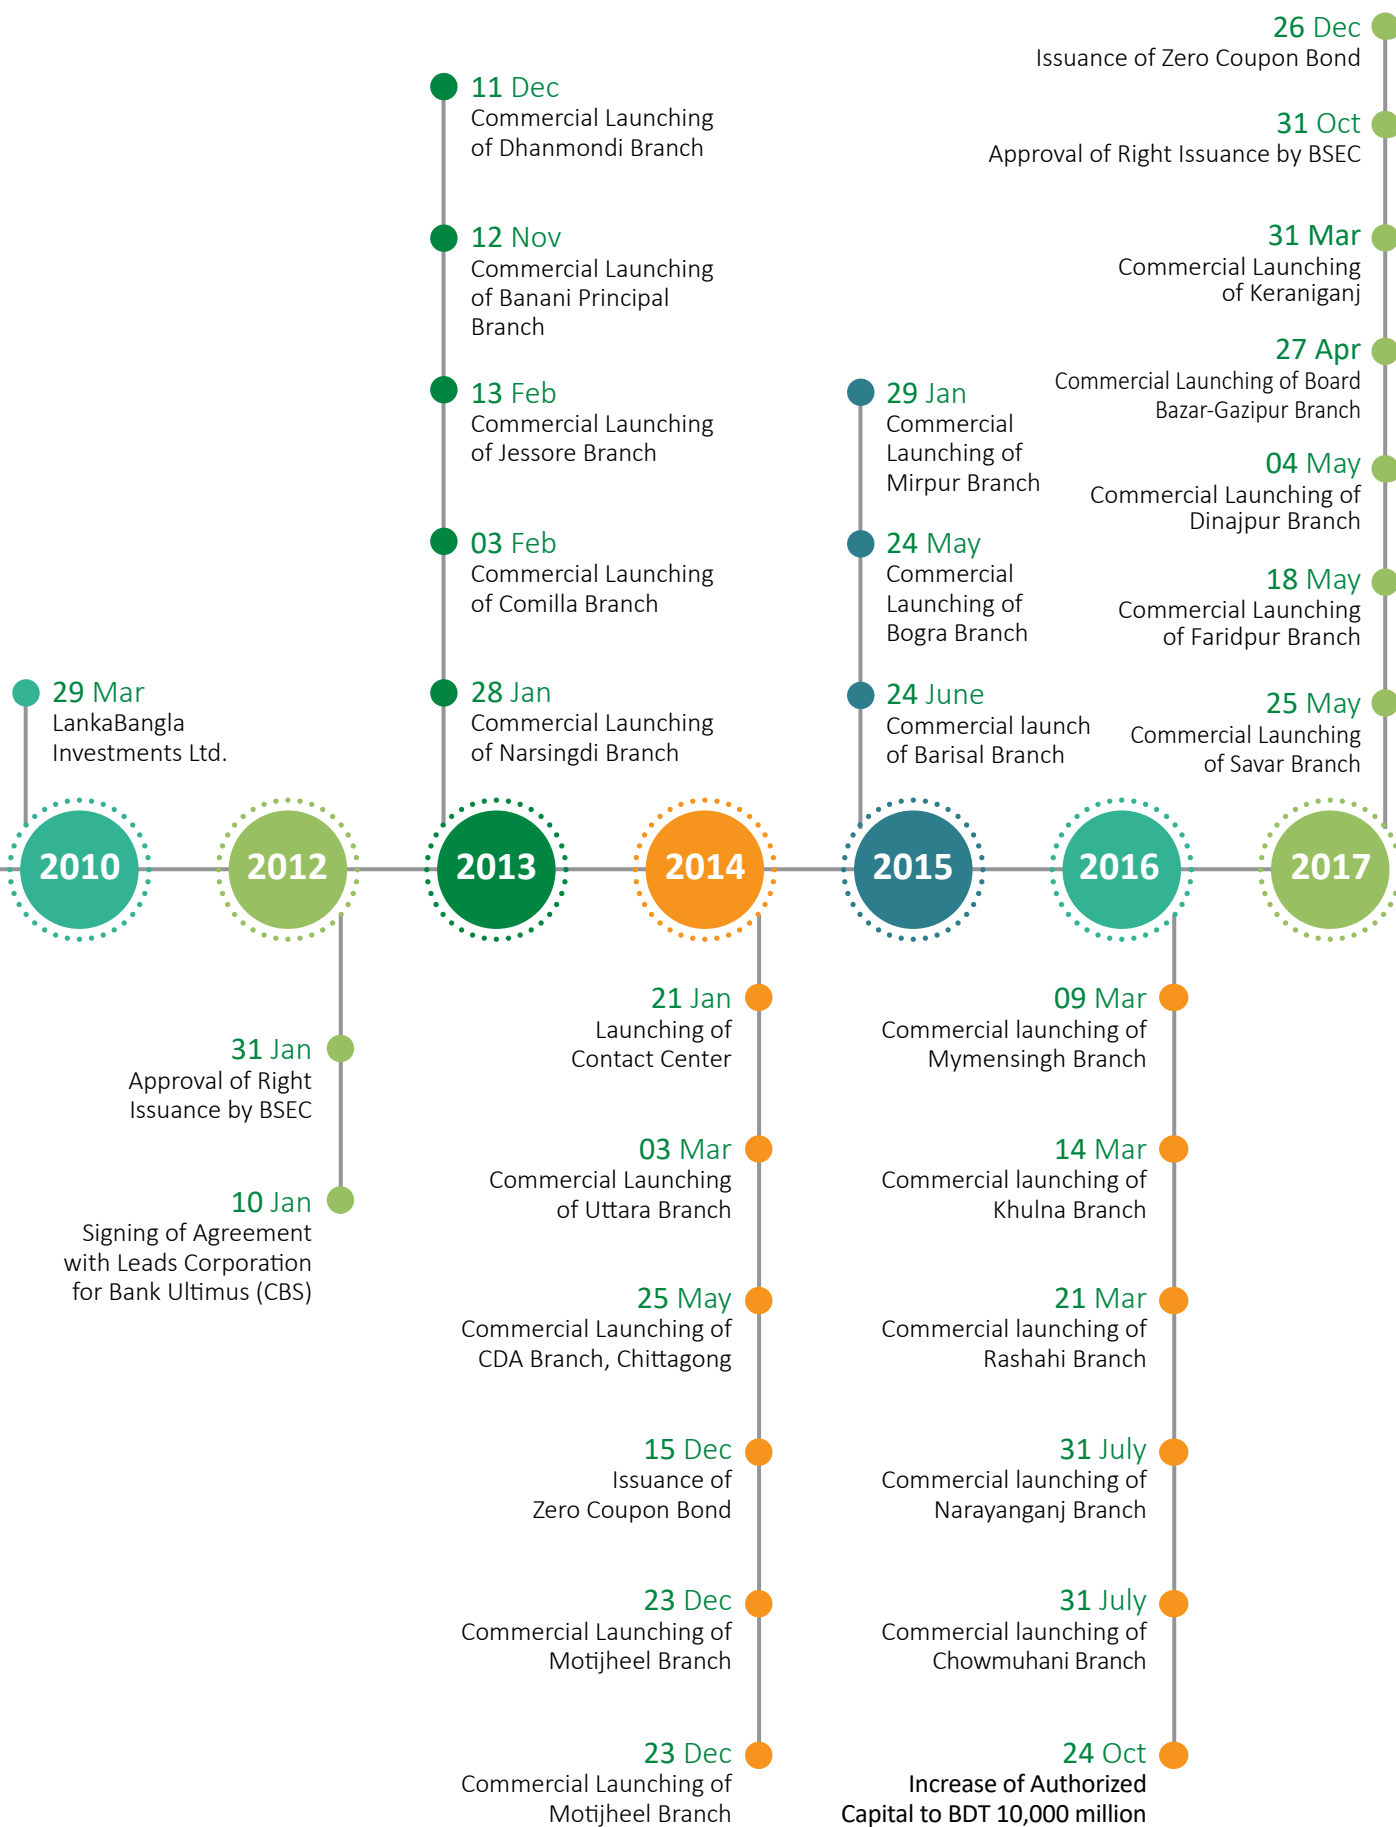 29 Mar
LankaBangla
Investments Ltd.
2010
2012
31 Jan
Approval of Right
Issuance by BSEC
10 Jan
Signing of Agreement
with Leads Corporation
for Bank Ultimus (CBS)
11 Dec
Commercial Launching
of Dhanmondi Branch
12 Nov
Commercial Launching
of Banani Principal
Branch
13 Feb
Commercial Launching
of Jessore Branch
03 Feb
Commercial Launching
of Comilla Branch
28 Jan
Commercial Launching
of Narsingdi Branch
2013
2014
21 Jan
Launching of
Contact Center
03 Mar
Commercial Launching
of Uttara Branch
25 May
Commercial Launching of
CDA Branch, Chittagong
15 Dec
Issuance of
Zero Coupon Bond
23 Dec
Commercial Launching of
Motijheel Branch
23 Dec
Commercial Launching of
Motijheel Branch
29 Jan
Commercial
Launching of
Mirpur Branch
24 May
Commercial
Launching of
Bogra Branch
24 June
Commercial launch
of Barisal Branch
2015
2016
09 Mar
Commercial launching of
Mymensingh Branch
14 Mar
Commercial launching of
Khulna Branch
21 Mar
Commercial launching of
Rashahi Branch
31 July
Commercial launching of
Narayanganj Branch
31 July
Commercial launching of
Chowmuhani Branch
24 Oct
Increase of Authorized
Capital to BDT 10,000 million
26 Dec
Issuance of Zero Coupon Bond
31 Oct
Approval of Right Issuance by BSEC
31 Mar
Commercial Launching
of Keraniganj
27 Apr
Commercial Launching of Board
Bazar-Gazipur Branch
04 May
Commercial Launching of
Dinajpur Branch
18 May
Commercial Launching
of Faridpur Branch
25 May
Commercial Launching
of Savar Branch
2017